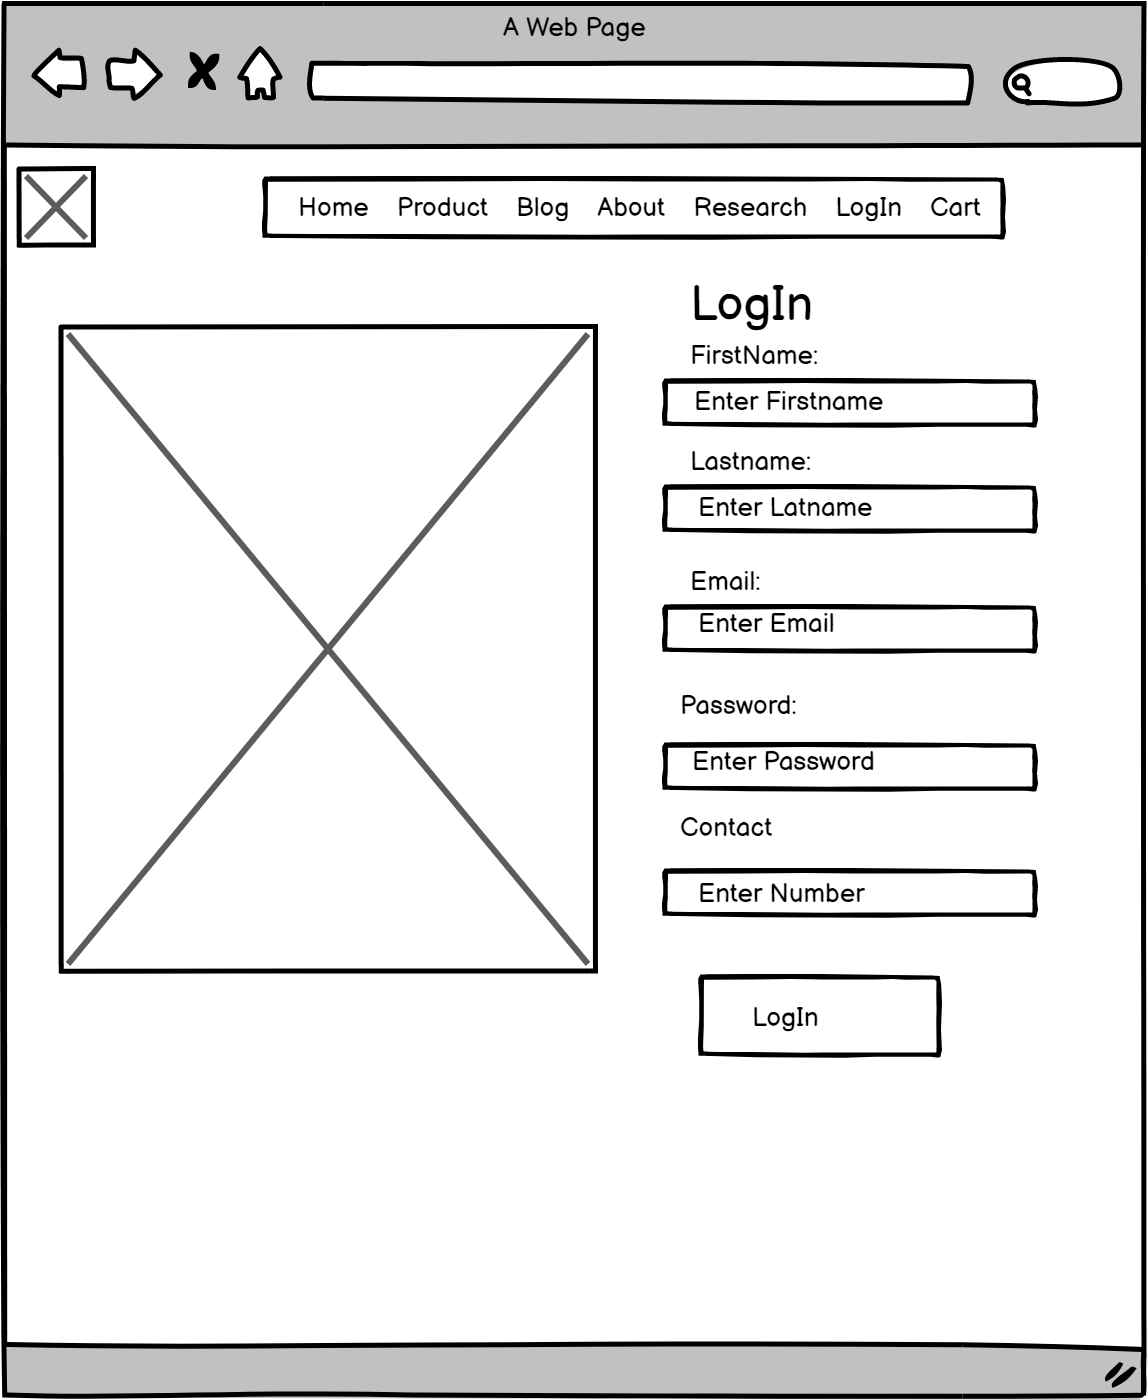 A Web Page
Home Product Blog About Research LogIn Cart
LogIn
FirstName:
Enter Firstname
Lastname:
Enter Latname
Email:
Enter Email
Password:
Enter Password
Contact
Enter Number
LogIn